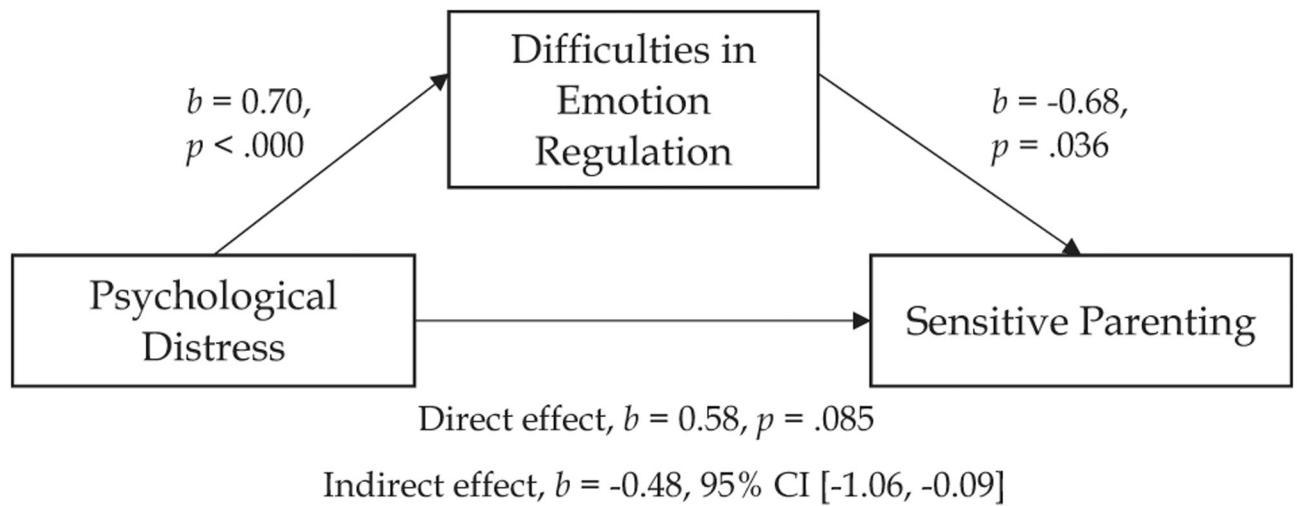 Difficulties in
Emotion
Regulation
b = 0.70,
p < .000
b = -0.68,
p = .036
Psychological
Distress
Sensitive Parenting
Direct effect, b = 0.58, p = .085
Indirect effect, b = -0.48, 95% CI [-1.06, -0.09]